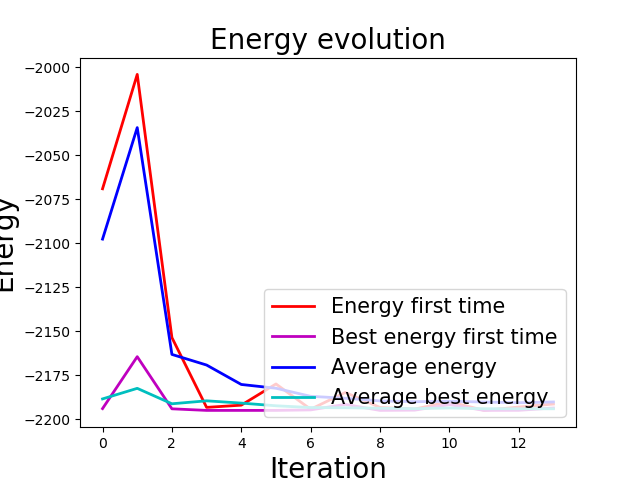 Energy evolution
Energy
−2000
−2025
−2050
−2075
−2100
−2125
−2150
−2175
−2200
Energy first time
Best energy first time
Average energy
Average best energy
0 2 4 6 8 10 12
Iteration